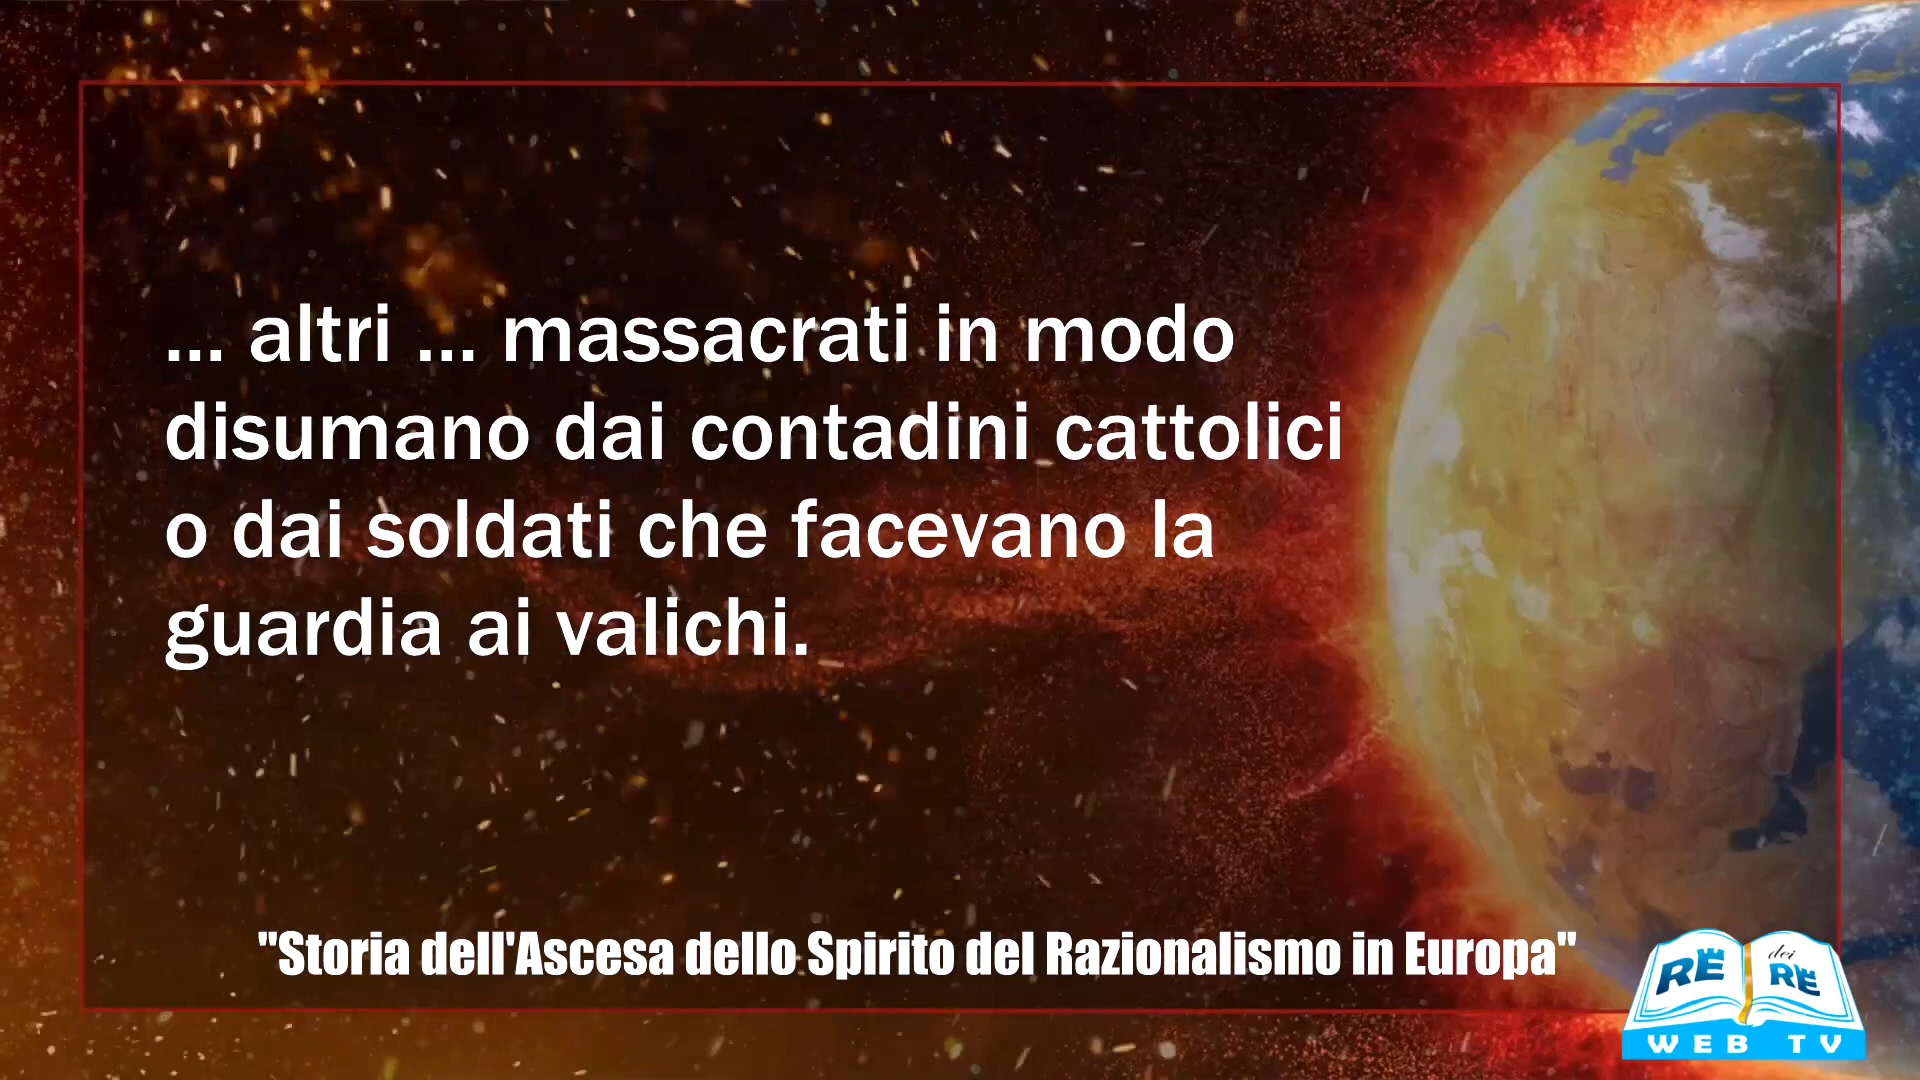 ... altri ... massacrati in modo
disumano dai contadini cattolici
o dai soldati che facevano la
guardia ai valichi.
"Storia dell'Ascesa dello Spirito del Razionalismo in Europa"
RE dei RE
WEB TV